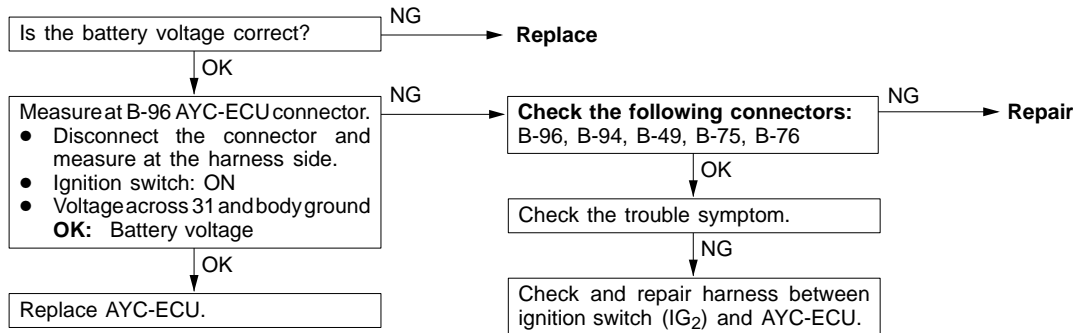 Is the battery voltage correct?
NG
Replace
OK
Measure at B-96 AYC-ECU connector.
● Disconnect the connector and
measure at the harness side.
● Ignition switch: ON
● Voltage across 31 and body ground
OK: Battery voltage
NG
Check the following connectors:
B-96, B-94, B-49, B-75, B-76
NG
Repair
OK
Check the trouble symptom.
NG
Check and repair harness between
ignition switch (IG2) and AYC-ECU.
OK
Replace AYC-ECU.